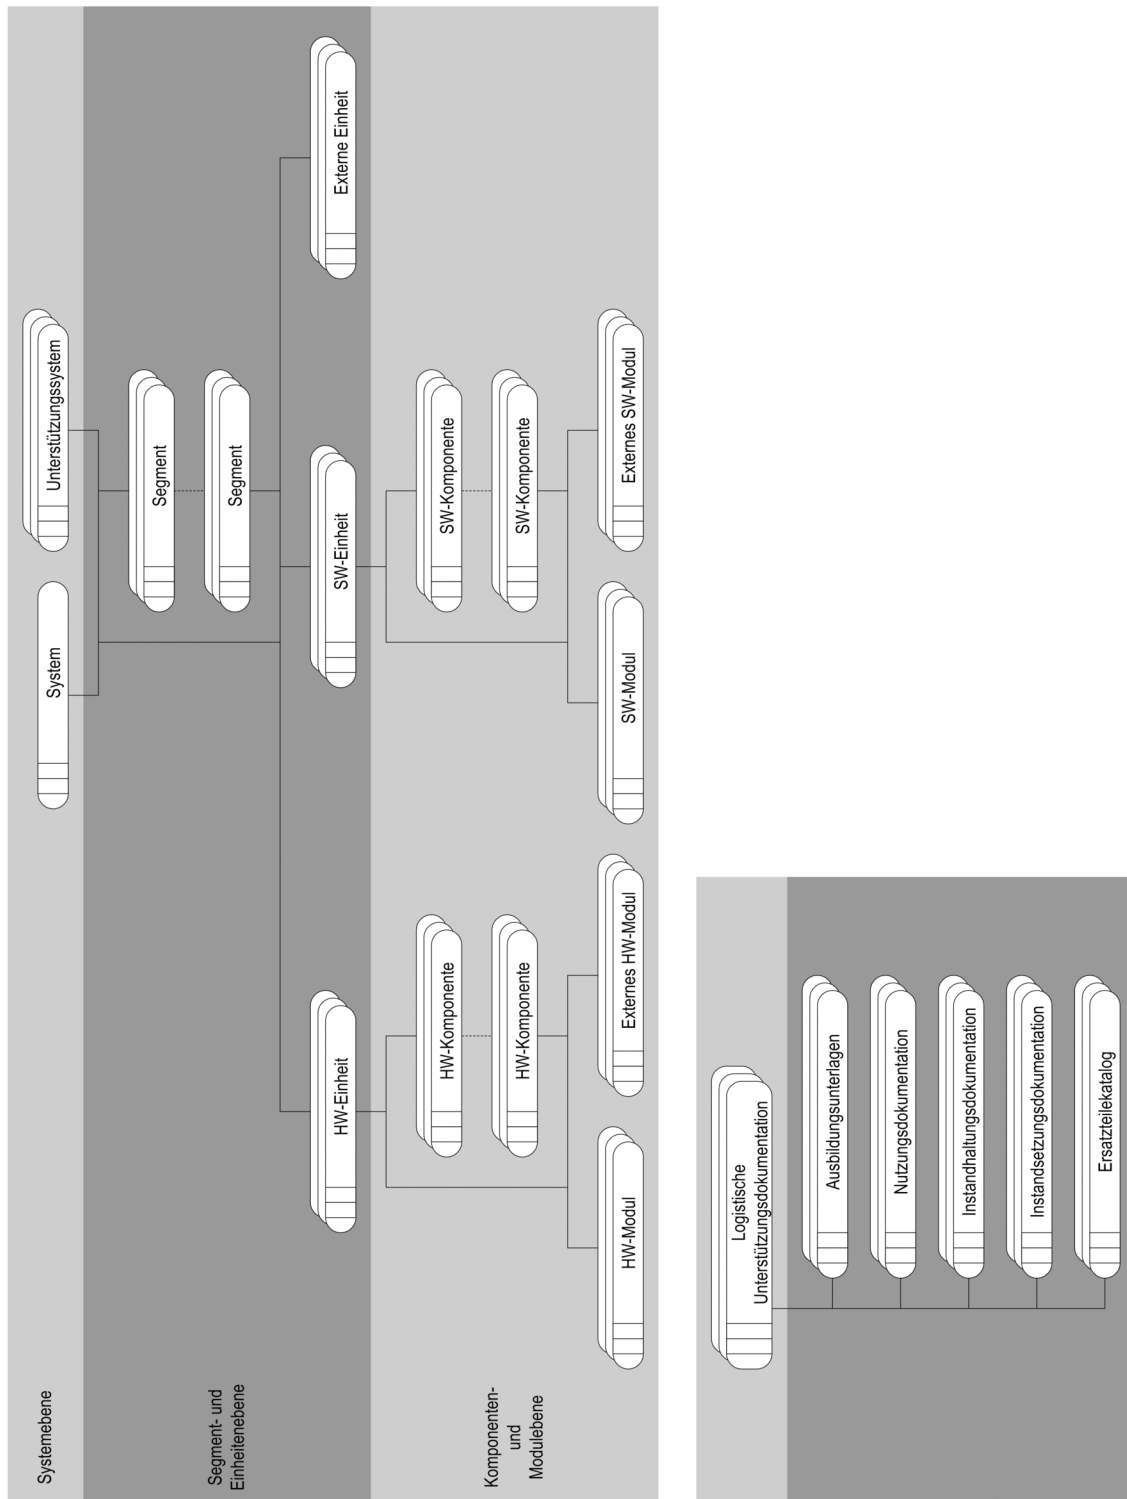 Systemebene
System
Unterstützungssystem
Segment- und
Einheitenebene
Segment
Segment
HW-Einheit
SW-Einheit
Externe Einheit
Komponenten-
und
Modulebene
HW-Komponente
SW-Komponente
HW-Komponente
SW-Komponente
HW-Modul
Externes HW-Modul
SW-Modul
Externes SW-Modul
Logistische
Unterstützungsdokumentation
Ausbildungsunterlagen
Nutzungsdokumentation
Instandhaltungsdokumentation
Instandsetzungsdokumentation
Ersatzteilekatalog